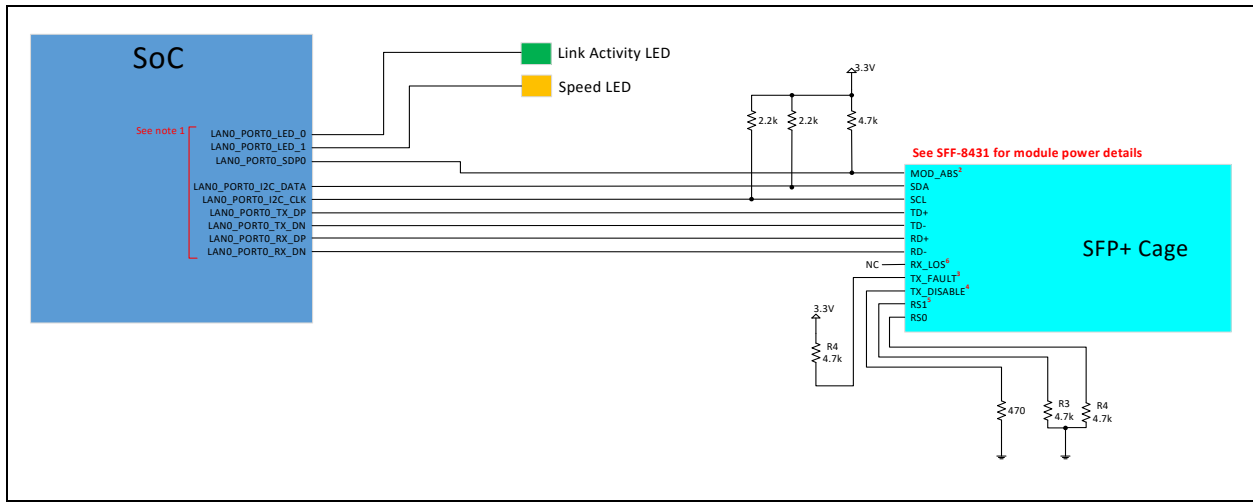 SoC
Link Activity LED
Speed LED
See note 1
LAN0_PORT0_LED_0
LAN0_PORT0_LED_1
LAN0_PORT0_SDP0
LAN0_PORT0_I2C_DATA
LAN0_PORT0_I2C_CLK
LAN0_PORT0_TX_DP
LAN0_PORT0_TX_DN
LAN0_PORT0_RX_DP
LAN0_PORT0_RX_DN
3.3V
2.2k
2.2k
4.7k
See SFF-8431 for module power details
MOD_ABS²
SDA
SCL
TD+
TD-
RD+
RD-
NC
RX_LOS⁶
TX_FAULT³
TX_DISABLE⁴
RS1⁵
RS0
SFP+ Cage
3.3V
R4
4.7k
470
R3
4.7k
R4
4.7k